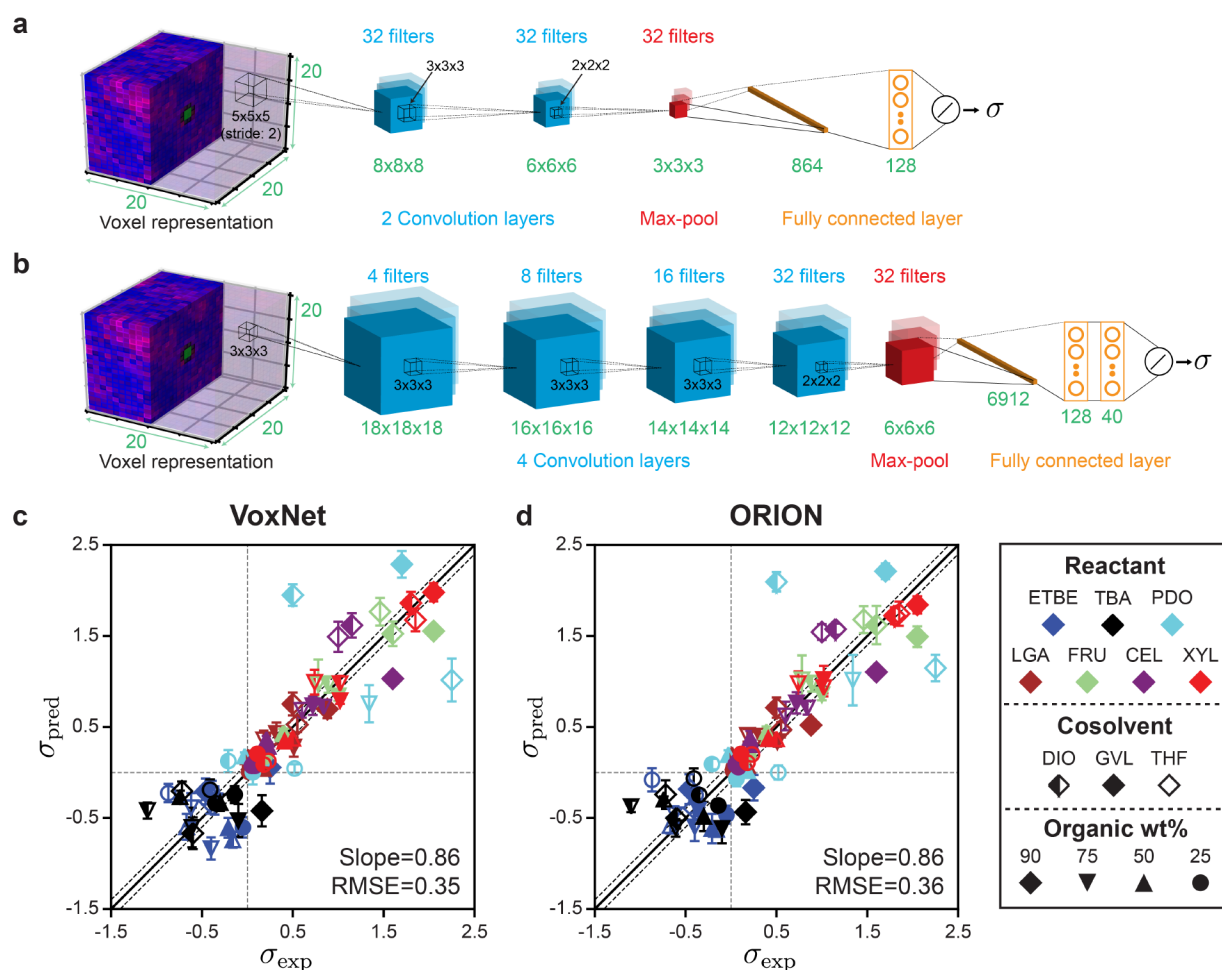 a
32 filters
32 filters
32 filters
3x3x3
2x2x2
20
5x5x5
(stride: 2)
σ
8x8x8
6x6x6
3x3x3
864
128
20
20
Voxel representation
2 Convolution layers
Max-pool
Fully connected layer
b
4 filters
8 filters
16 filters
32 filters
32 filters
20
3x3x3
3x3x3
3x3x3
3x3x3
2x2x2
σ
6912
128
40
18x18x18
16x16x16
14x14x14
12x12x12
6x6x6
20
20
Voxel representation
4 Convolution layers
Max-pool
Fully connected layer
c
VoxNet
2.5
1.5
0.5
-0.5
-1.5
σpred
Slope=0.86
RMSE=0.35
-1.5
-0.5
0.5
1.5
2.5
σexp
d
ORION
2.5
1.5
0.5
-0.5
-1.5
σpred
Slope=0.86
RMSE=0.36
-1.5
-0.5
0.5
1.5
2.5
σexp
Reactant
ETBE TBA PDO
LGA FRU CEL XYL
Cosolvent
DIO GVL THF
Organic wt%
90 75 50 25